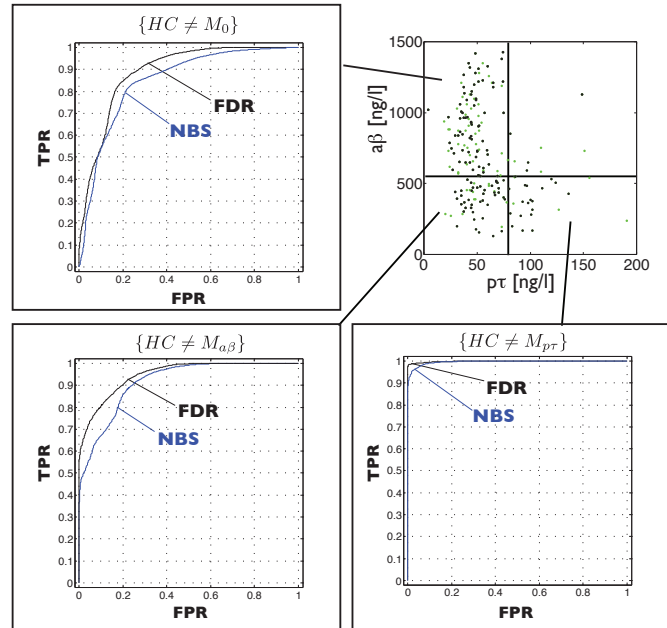 {HC ≠ M₀}
1
0.9
0.8
0.7
0.6
0.5
0.4
0.3
0.2
0.1
0
0 0.2 0.4 0.6 0.8 1
TPR
FPR
FDR
NBS
1500
1000
500
0
0 50 100 150 200
aβ [ng/l]
pτ [ng/l]
{HC ≠ M_{aβ}}
1
0.9
0.8
0.7
0.6
0.5
0.4
0.3
0.2
0.1
0
0 0.2 0.4 0.6 0.8 1
TPR
FPR
FDR
NBS
{HC ≠ M_{pτ}}
1
0.9
0.8
0.7
0.6
0.5
0.4
0.3
0.2
0.1
0
0 0.2 0.4 0.6 0.8 1
TPR
FPR
FDR
NBS